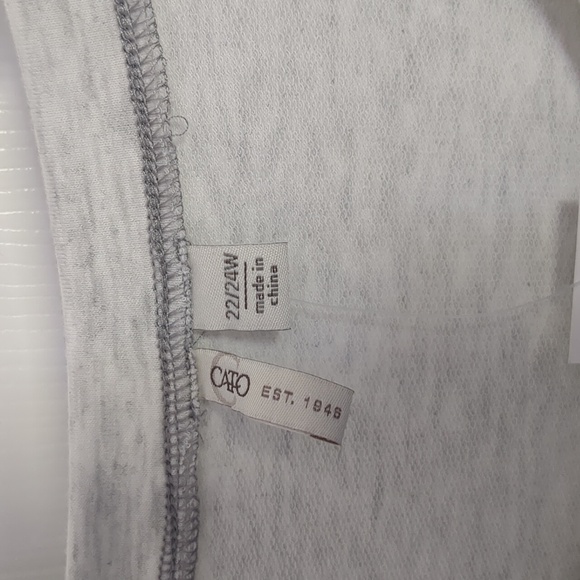 22/24W
made in
china
CATO EST. 1946